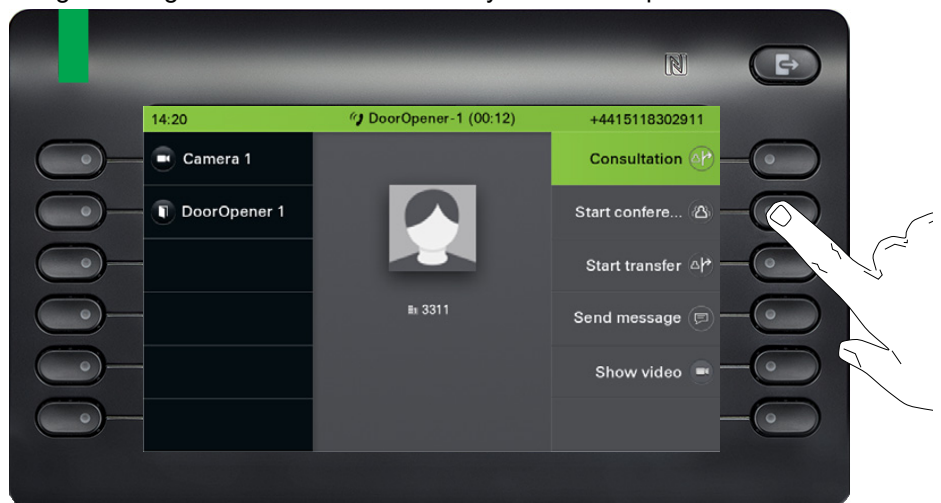 14:20
DoorOpener-1 (00:12)
+4415118302911
Camera 1
DoorOpener 1
3311
Consultation
Start confere...
Start transfer
Send message
Show video